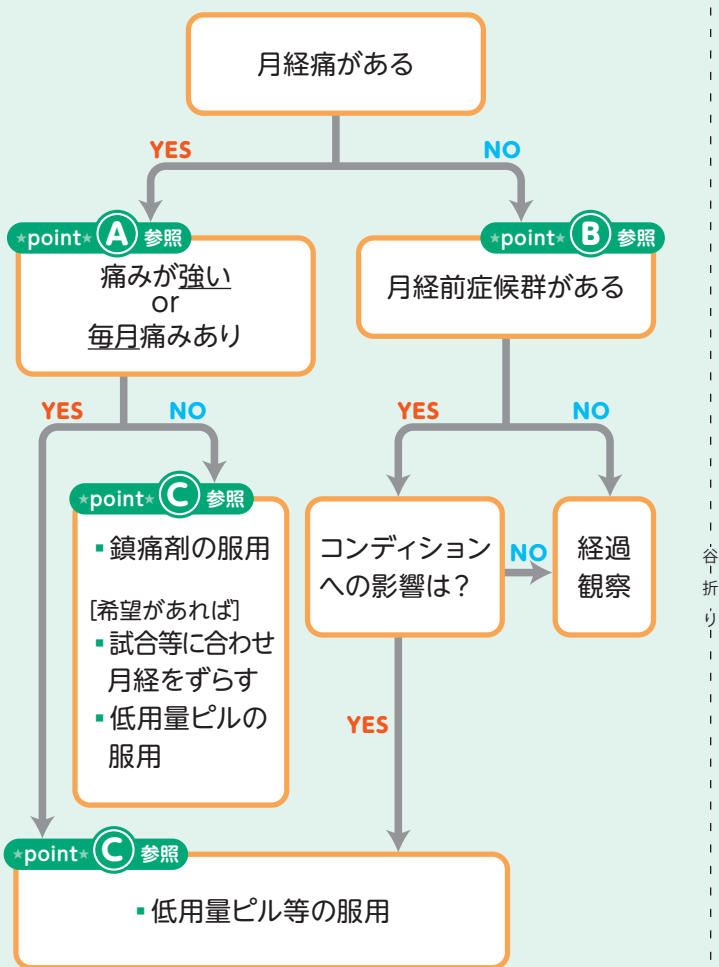 月経痛がある
YES
NO
★point★ A 参照
痛みが強い
or
毎月痛みあり
★point★ B 参照
月経前症候群がある
YES
NO
YES
NO
★point★ C 参照
▪鎮痛剤の服用
[希望があれば]
▪試合等に合わせ
月経をずらす
▪低用量ピルの
服用
コンディション
への影響は？
NO
経過
観察
YES
★point★ C 参照
▪低用量ピル等の服用
谷折り